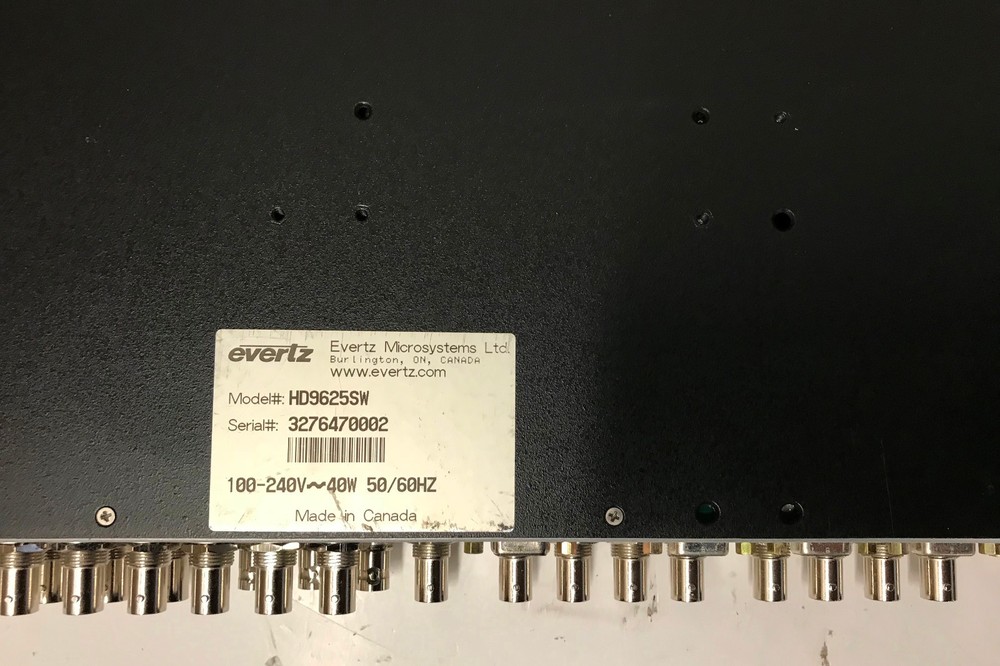 evertz
Evertz Microsystems Ltd.
Burlington, ON, CANADA
www.evertz.com
Model#: HD9625SW
Serial#: 3276470002
100-240V~40W 50/60HZ
Made in Canada